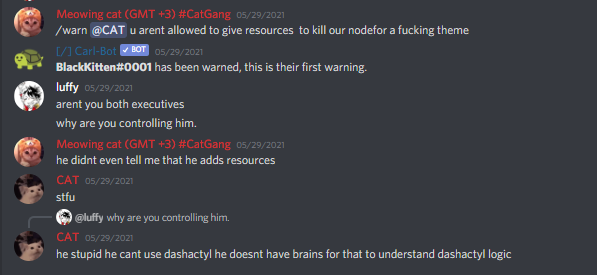 Meowing cat (GMT +3) #CatGang 05/29/2021
/warn @CAT u arent allowed to give resources to kill our nodefor a fucking theme
[/] Carl-Bot ✓ BOT 05/29/2021
BlackKitten#0001 has been warned, this is their first warning.
luffy 05/29/2021
arent you both executives
why are you controlling him.
Meowing cat (GMT +3) #CatGang 05/29/2021
he didnt even tell me that he adds resources
CAT 05/29/2021
stfu
@luffy why are you controlling him.
CAT 05/29/2021
he stupid he cant use dashactyl he doesnt have brains for that to understand dashactyl logic